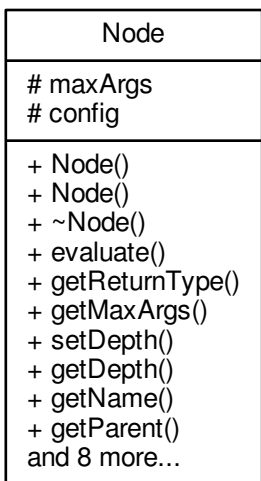 Node
# maxArgs
# config
+ Node()
+ Node()
+ ~Node()
+ evaluate()
+ getReturnType()
+ getMaxArgs()
+ setDepth()
+ getDepth()
+ getName()
+ getParent()
and 8 more...